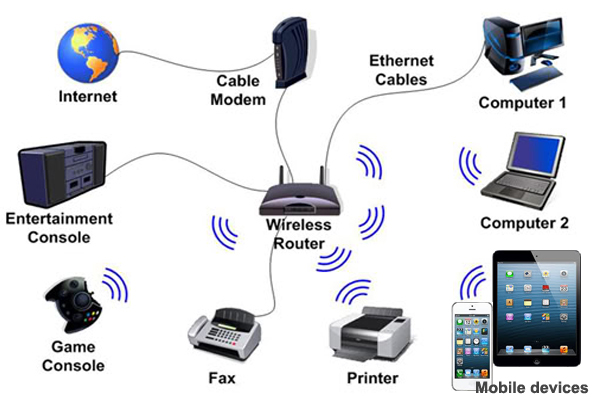 Internet
Cable
Modem
Ethernet
Cables
Computer 1
Entertainment
Console
Wireless
Router
Computer 2
Game
Console
Fax
Printer
Mobile devices